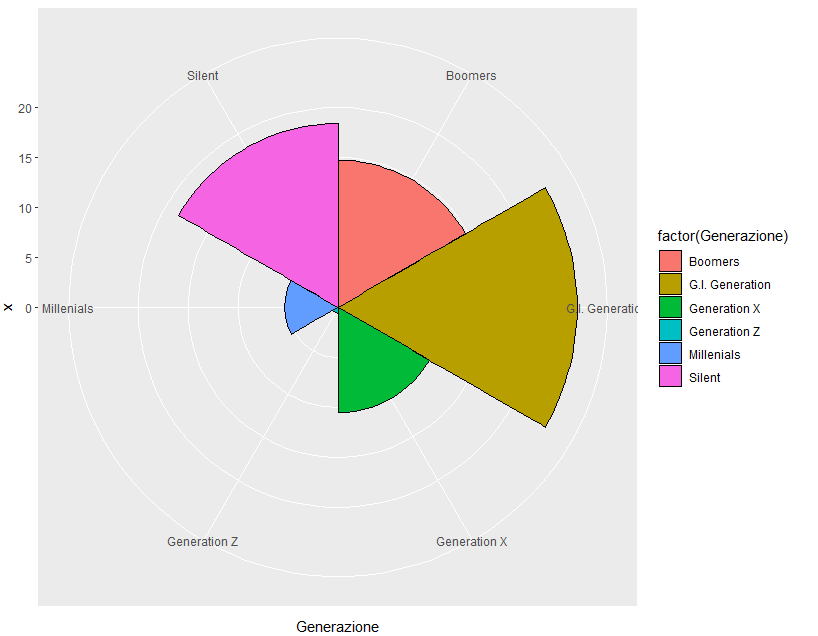 Silent
Boomers
20
15
10
5
0
x
Millenials
G.I. Generatio
Generation Z
Generation X
Generazione
factor(Generazione)
Boomers
G.I. Generation
Generation X
Generation Z
Millenials
Silent